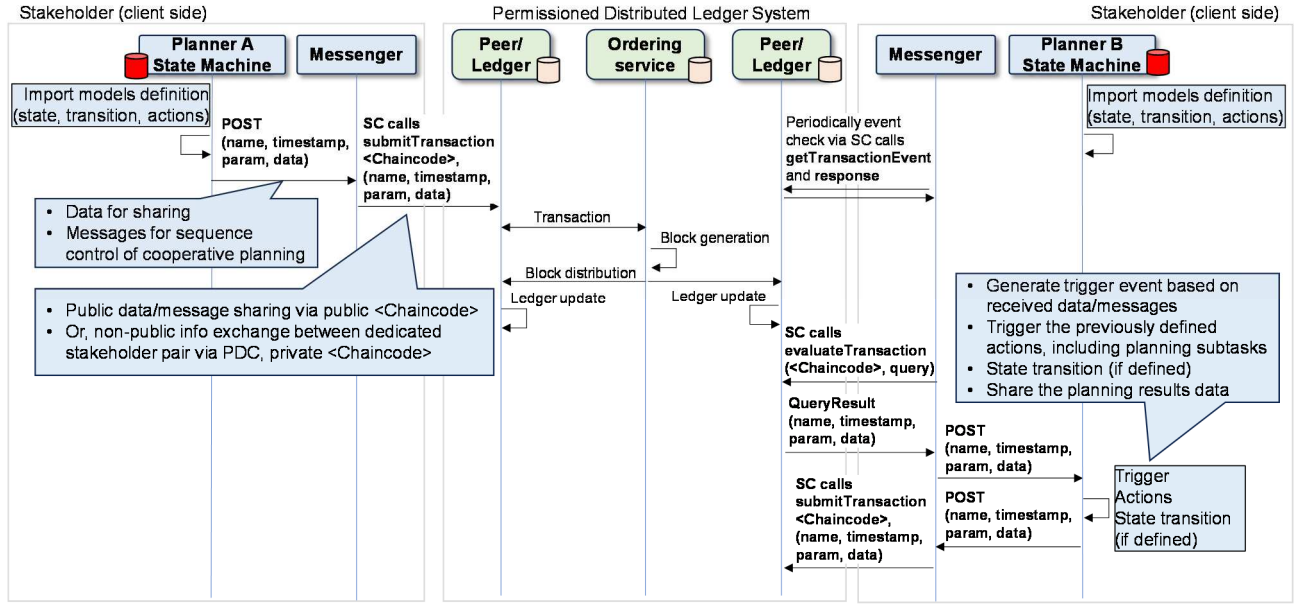 Stakeholder (client side)
Permissioned Distributed Ledger System
Stakeholder (client side)
Planner A
State Machine
Messenger
Peer/
Ledger
Ordering
service
Peer/
Ledger
Messenger
Planner B
State Machine
Import models definition
(state, transition, actions)
POST
(name, timestamp,
param, data)
SC calls
submitTransaction
<Chaincode>,
(name, timestamp,
param, data)
Periodically event
check via SC calls
getTransactionEvent
and response
Import models definition
(state, transition, actions)
• Data for sharing
• Messages for sequence
control of cooperative planning
Transaction
Block generation
Block distribution
Ledger update
Ledger update
• Public data/message sharing via public <Chaincode>
• Or, non-public info exchange between dedicated
stakeholder pair via PDC, private <Chaincode>
• Generate trigger event based on
received data/messages
• Trigger the previously defined
actions, including planning subtasks
• State transition (if defined)
• Share the planning results data
SC calls
evaluateTransaction
(<Chaincode>, query)
QueryResult
(name, timestamp,
param, data)
POST
(name, timestamp,
param, data)
Trigger
Actions
State transition
(if defined)
POST
(name, timestamp,
param, data)
SC calls
submitTransaction
<Chaincode>,
(name, timestamp,
param, data)